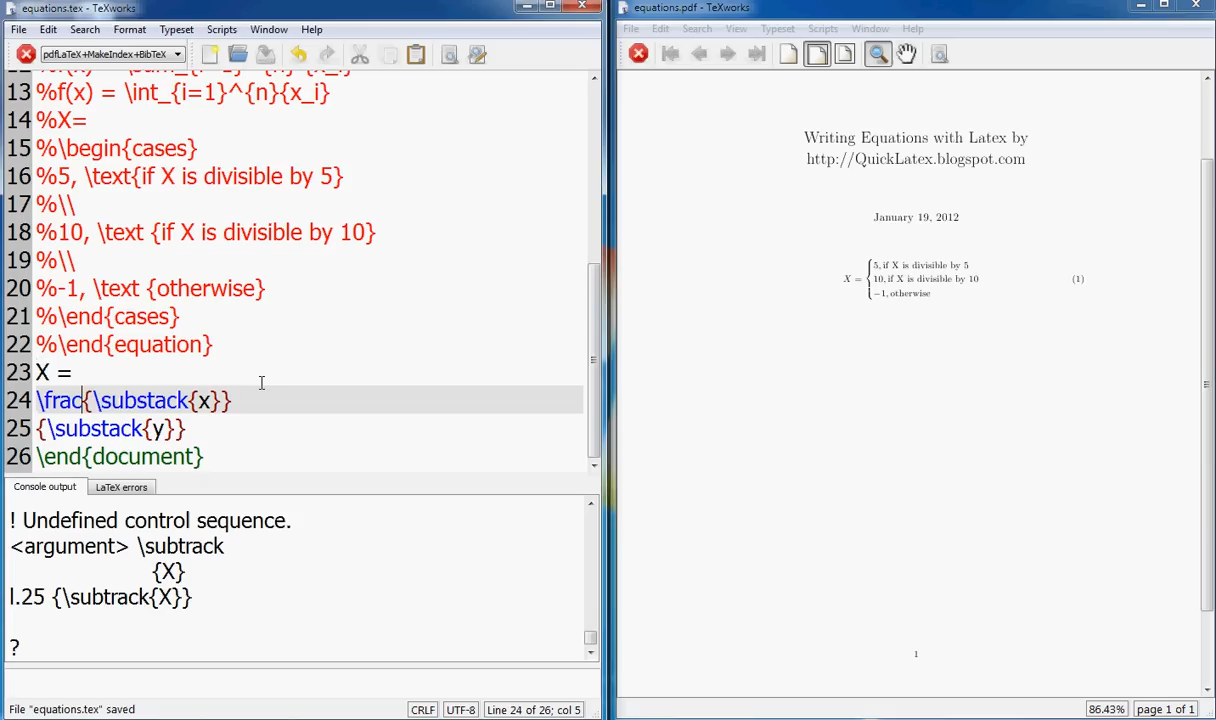 equations.tex - TeXworks
File Edit Search Format Typeset Scripts Window Help
pdfLaTeX+MakeIndex+BibTeX
13 %f(x) = \int_{i=1}^{n}{x_i}
14 %X=
15 %\begin{cases}
16 %5, \text{if X is divisible by 5}
17 %\\
18 %10, \text {if X is divisible by 10}
19 %\\
20 %-1, \text {otherwise}
21 %\end{cases}
22 %\end{equation}
23 X =
24 \frac{\substack{x}}
25 {\substack{y}}
26 \end{document}
Console output LaTeX errors
! Undefined control sequence.
<argument> \subtrack
{X}
l.25 {\subtrack{X}}
?
File "equations.tex" saved CRLF UTF-8 Line 24 of 26; col 5
equations.pdf - TeXworks
File Edit Search View Typeset Scripts Window Help
Writing Equations with Latex by
http://QuickLatex.blogspot.com
January 19, 2012
X = { 5, if X is divisible by 5
10, if X is divisible by 10 (1)
−1, otherwise
1
86.43% page 1 of 1